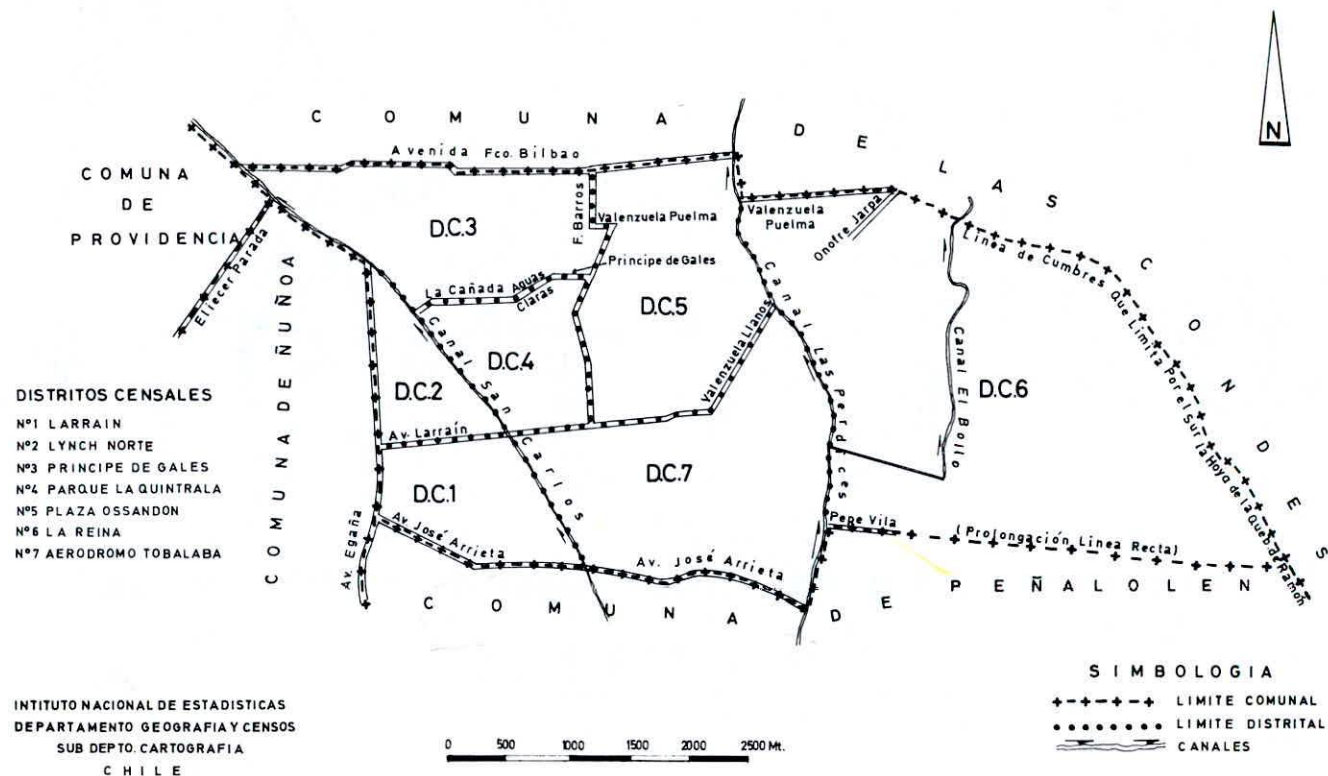 COMUNA DE LAS CONDES
N
Avenida Fco. Bilbao
COMUNA
DE
PROVIDENCIA
Eliecer Parada
D.C.3
F. Barros
Valenzuela Puelma
Valenzuela
Puelma
Onofre Jarpa
Linea de Cumbres Que Limita Por el Sur la Hoya de la Queb. de Ramon
Principe de Gales
La Cañada Aguas
Claras
COMUNA DE ÑUÑOA
D.C.5
Canal Las Perdices
D.C.4
Valenzuela Llanos
Canal El Bollo
D.C.6
Canal San Carlos
D.C.2
Av. Larraín
DISTRITOS CENSALES
Nº1 LARRAIN
Nº2 LYNCH NORTE
Nº3 PRINCIPE DE GALES
Nº4 PARQUE LA QUINTRALA
Nº5 PLAZA OSSANDON
Nº6 LA REINA
Nº7 AERODROMO TOBALABA
D.C.7
D.C.1
Av. Egaña
Av. José Arrieta
Av. José Arrieta
Pepe Vila
(Prolongación Linea Recta)
COMUNA DE PEÑALOLEN
INTITUTO NACIONAL DE ESTADISTICAS
DEPARTAMENTO GEOGRAFIA Y CENSOS
SUB DEPTO. CARTOGRAFIA
CHILE
0 500 1000 1500 2000 2500 Mt.
SIMBOLOGIA
LIMITE COMUNAL
LIMITE DISTRITAL
CANALES